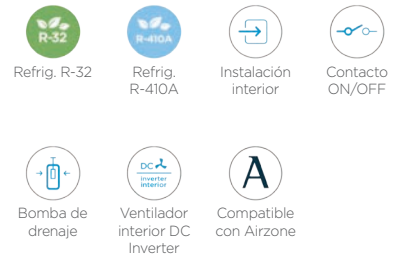 R-32
R-410A
Refrig. R-32
Refrig.
R-410A
Instalación
interior
Contacto
ON/OFF
DC
Inverter
interior
A
Bomba de
drenaje
Ventilador
interior DC
Inverter
Compatible
con Airzone